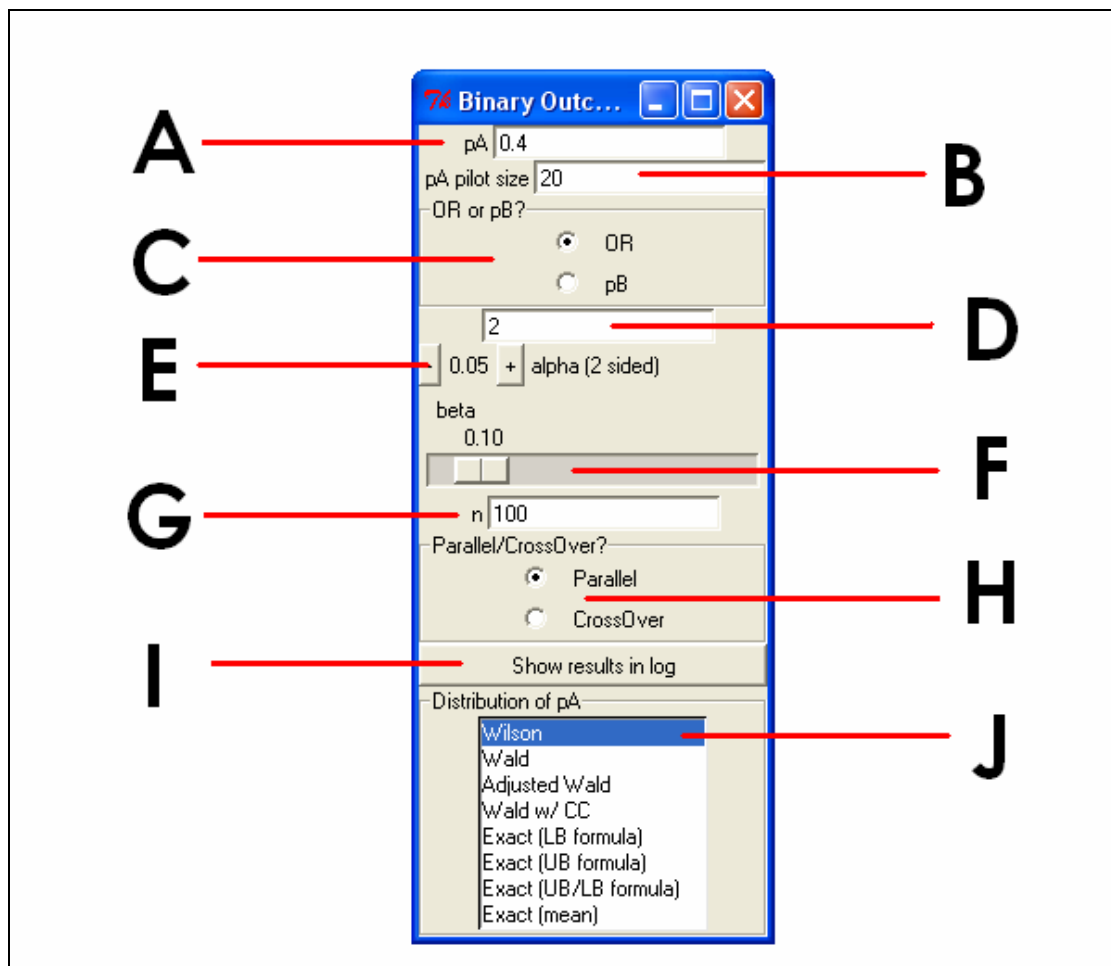 Tk Binary Outc...
A
pA 0.4
pA pilot size 20
B
OR or pB?
OR
C
pB
2
D
E
- 0.05 + alpha (2 sided)
beta
0.10
F
G
n 100
Parallel/CrossOver?
Parallel
H
CrossOver
I
Show results in log
Distribution of pA
Wilson
J
Wald
Adjusted Wald
Wald w/ CC
Exact (LB formula)
Exact (UB formula)
Exact (UB/LB formula)
Exact (mean)